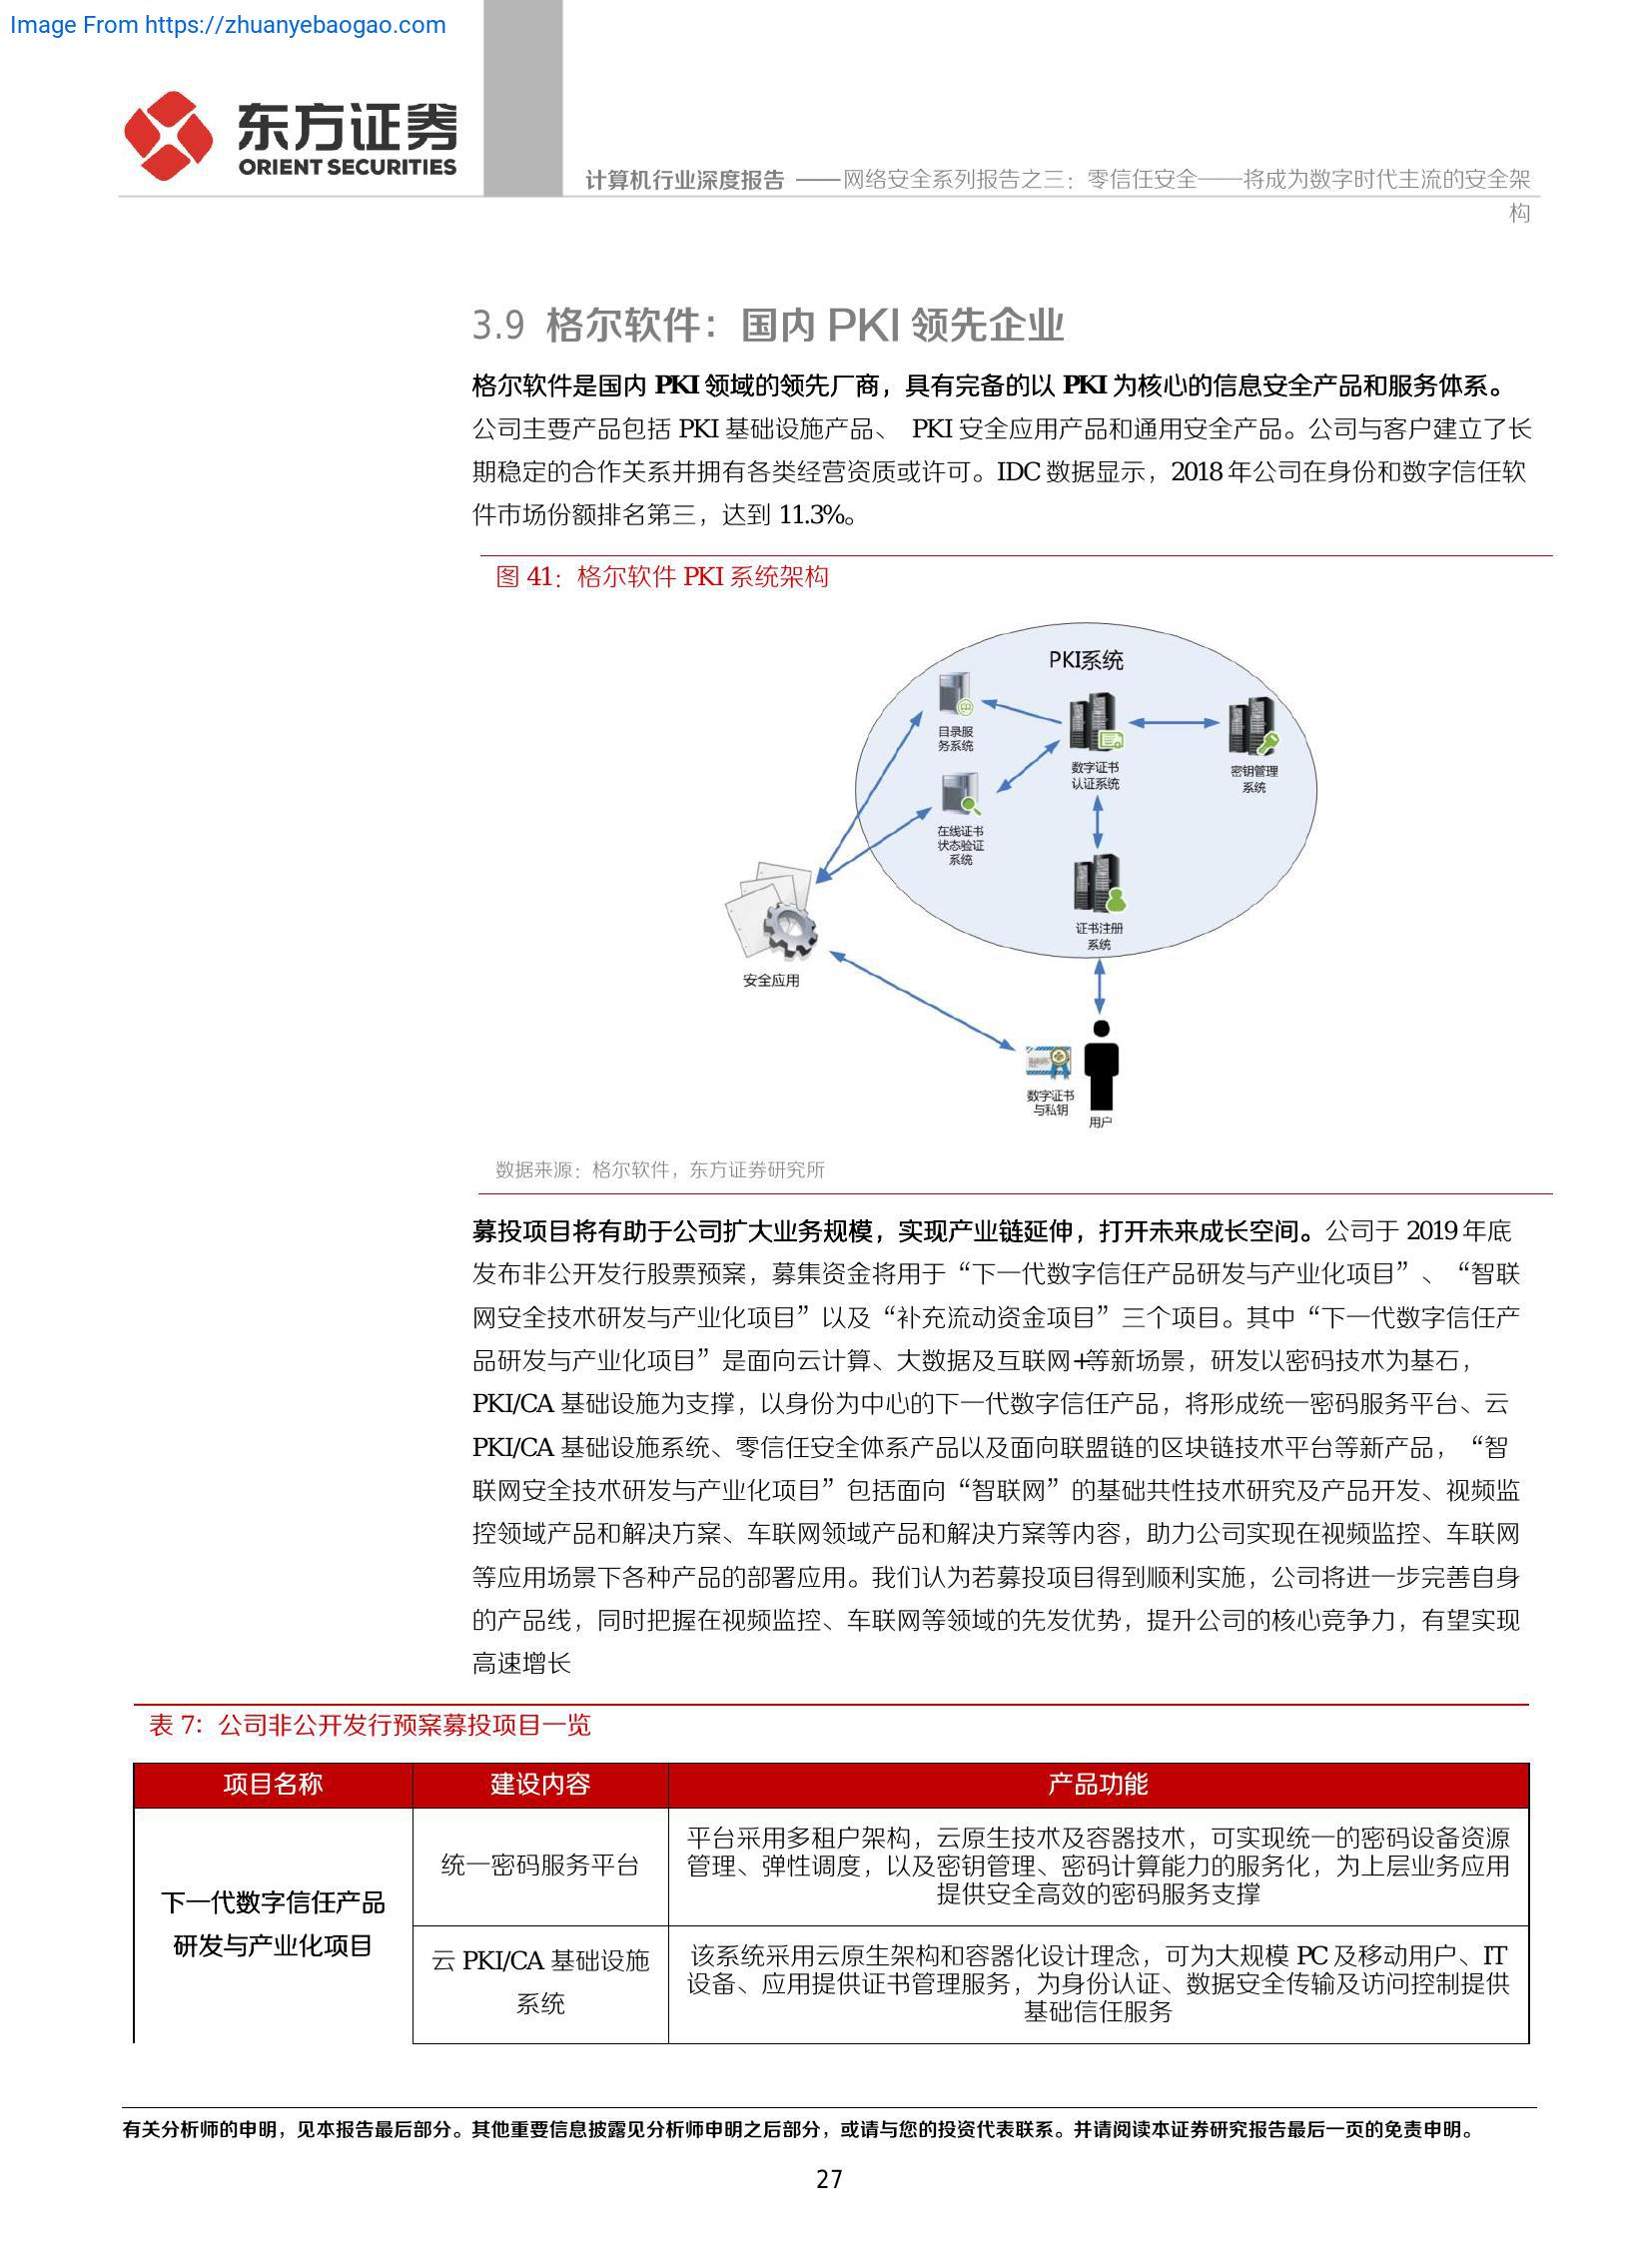 Image From https://zhuanyebaogao.com
东方证券
ORIENT SECURITIES
计算机行业深度报告 ——网络安全系列报告之三：零信任安全——将成为数字时代主流的安全架
构
3.9 格尔软件：国内 PKI 领先企业
格尔软件是国内 PKI 领域的领先厂商，具有完备的以 PKI 为核心的信息安全产品和服务体系。
公司主要产品包括 PKI 基础设施产品、 PKI 安全应用产品和通用安全产品。公司与客户建立了长
期稳定的合作关系并拥有各类经营资质或许可。IDC 数据显示，2018 年公司在身份和数字信任软
件市场份额排名第三，达到 11.3%。
图 41：格尔软件 PKI 系统架构
PKI系统
目录服
务系统
数字证书
认证系统
密钥管理
系统
在线证书
状态验证
系统
证书注册
系统
安全应用
数字证书
与私钥
用户
数据来源：格尔软件，东方证券研究所
募投项目将有助于公司扩大业务规模，实现产业链延伸，打开未来成长空间。公司于 2019 年底
发布非公开发行股票预案，募集资金将用于“下一代数字信任产品研发与产业化项目”、“智联
网安全技术研发与产业化项目”以及“补充流动资金项目”三个项目。其中“下一代数字信任产
品研发与产业化项目”是面向云计算、大数据及互联网+等新场景，研发以密码技术为基石，
PKI/CA 基础设施为支撑，以身份为中心的下一代数字信任产品，将形成统一密码服务平台、云
PKI/CA 基础设施系统、零信任安全体系产品以及面向联盟链的区块链技术平台等新产品，“智
联网安全技术研发与产业化项目”包括面向“智联网”的基础共性技术研究及产品开发、视频监
控领域产品和解决方案、车联网领域产品和解决方案等内容，助力公司实现在视频监控、车联网
等应用场景下各种产品的部署应用。我们认为若募投项目得到顺利实施，公司将进一步完善自身
的产品线，同时把握在视频监控、车联网等领域的先发优势，提升公司的核心竞争力，有望实现
高速增长
表 7：公司非公开发行预案募投项目一览
项目名称 建设内容 产品功能
下一代数字信任产品
研发与产业化项目
统一密码服务平台
平台采用多租户架构，云原生技术及容器技术，可实现统一的密码设备资源
管理、弹性调度，以及密钥管理、密码计算能力的服务化，为上层业务应用
提供安全高效的密码服务支撑
云 PKI/CA 基础设施
系统
该系统采用云原生架构和容器化设计理念，可为大规模 PC 及移动用户、IT
设备、应用提供证书管理服务，为身份认证、数据安全传输及访问控制提供
基础信任服务
有关分析师的申明，见本报告最后部分。其他重要信息披露见分析师申明之后部分，或请与您的投资代表联系。并请阅读本证券研究报告最后一页的免责申明。
27